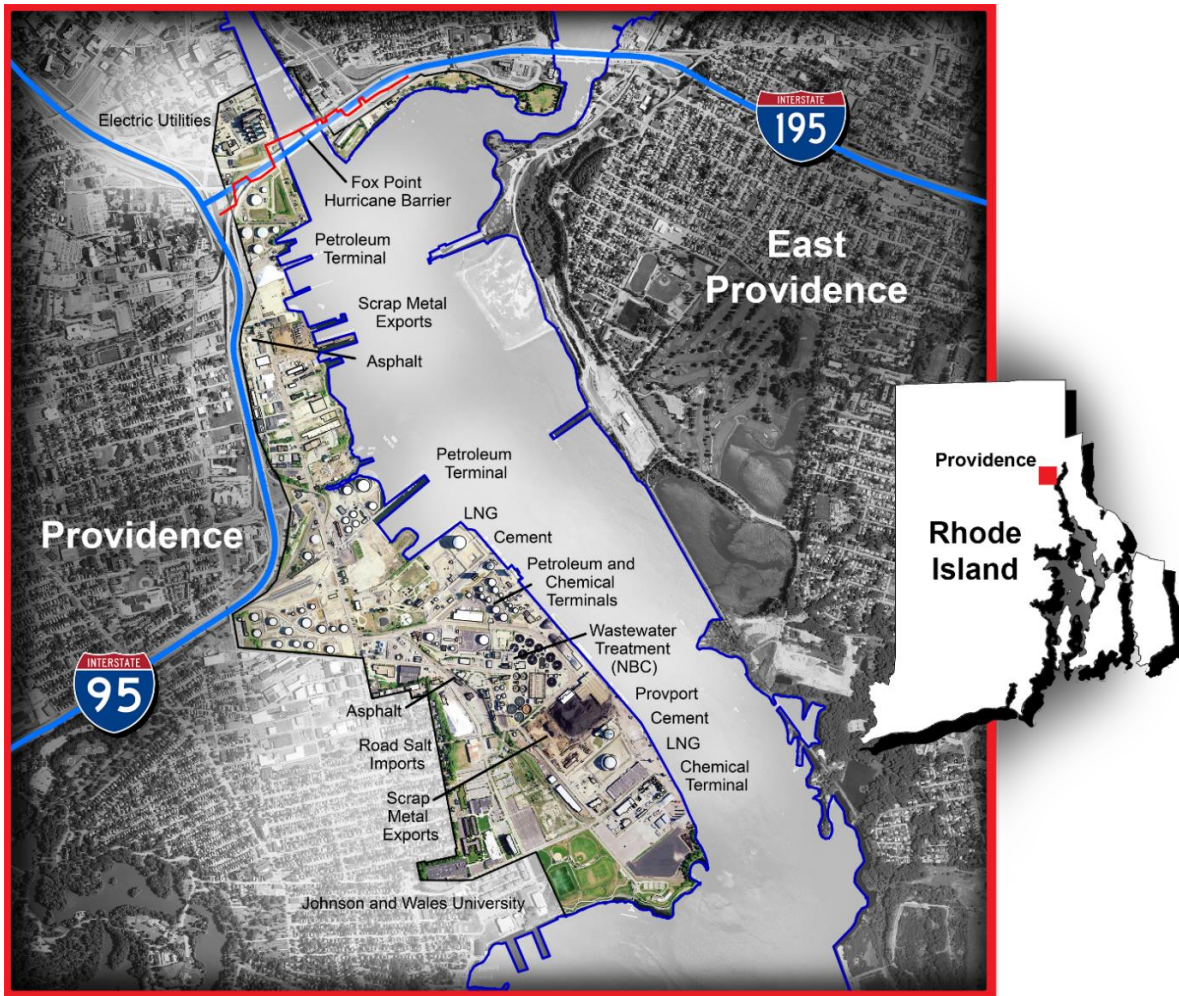 Electric Utilities
INTERSTATE
195
Fox Point
Hurricane Barrier
Petroleum
Terminal
East
Providence
Scrap Metal
Exports
Asphalt
Providence
Rhode
Island
Petroleum
Terminal
LNG
Cement
Providence
Petroleum and
Chemical
Terminals
Wastewater
Treatment
(NBC)
INTERSTATE
95
Asphalt
Provport
Cement
LNG
Chemical
Terminal
Road Salt
Imports
Scrap
Metal
Exports
Johnson and Wales University